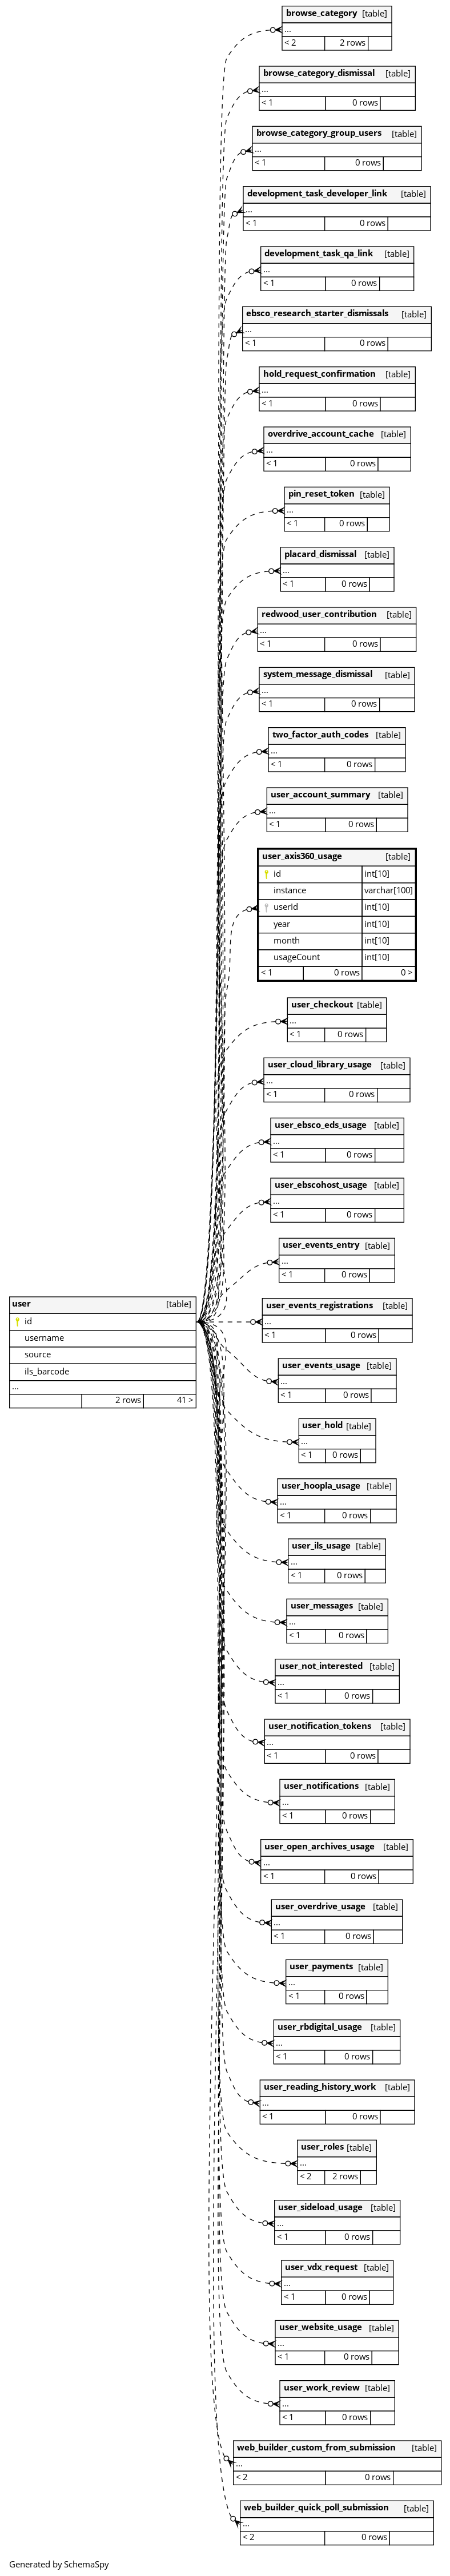 browse_category [table]
...
< 2 2 rows
browse_category_dismissal [table]
...
< 1 0 rows
browse_category_group_users [table]
...
< 1 0 rows
development_task_developer_link [table]
...
< 1 0 rows
development_task_qa_link [table]
...
< 1 0 rows
ebsco_research_starter_dismissals [table]
...
< 1 0 rows
hold_request_confirmation [table]
...
< 1 0 rows
overdrive_account_cache [table]
...
< 1 0 rows
pin_reset_token [table]
...
< 1 0 rows
placard_dismissal [table]
...
< 1 0 rows
redwood_user_contribution [table]
...
< 1 0 rows
system_message_dismissal [table]
...
< 1 0 rows
two_factor_auth_codes [table]
...
< 1 0 rows
user_account_summary [table]
...
< 1 0 rows
user_axis360_usage [table]
id int[10]
instance varchar[100]
userId int[10]
year int[10]
month int[10]
usageCount int[10]
< 1 0 rows 0 >
user_checkout [table]
...
< 1 0 rows
user_cloud_library_usage [table]
...
< 1 0 rows
user_ebsco_eds_usage [table]
...
< 1 0 rows
user_ebscohost_usage [table]
...
< 1 0 rows
user_events_entry [table]
...
< 1 0 rows
user [table]
id
username
source
ils_barcode
...
2 rows 41 >
user_events_registrations [table]
...
< 1 0 rows
user_events_usage [table]
...
< 1 0 rows
user_hold [table]
...
< 1 0 rows
user_hoopla_usage [table]
...
< 1 0 rows
user_ils_usage [table]
...
< 1 0 rows
user_messages [table]
...
< 1 0 rows
user_not_interested [table]
...
< 1 0 rows
user_notification_tokens [table]
...
< 1 0 rows
user_notifications [table]
...
< 1 0 rows
user_open_archives_usage [table]
...
< 1 0 rows
user_overdrive_usage [table]
...
< 1 0 rows
user_payments [table]
...
< 1 0 rows
user_rbdigital_usage [table]
...
< 1 0 rows
user_reading_history_work [table]
...
< 1 0 rows
user_roles [table]
...
< 2 2 rows
user_sideload_usage [table]
...
< 1 0 rows
user_vdx_request [table]
...
< 1 0 rows
user_website_usage [table]
...
< 1 0 rows
user_work_review [table]
...
< 1 0 rows
web_builder_custom_from_submission [table]
...
< 2 0 rows
web_builder_quick_poll_submission [table]
...
< 2 0 rows
Generated by SchemaSpy